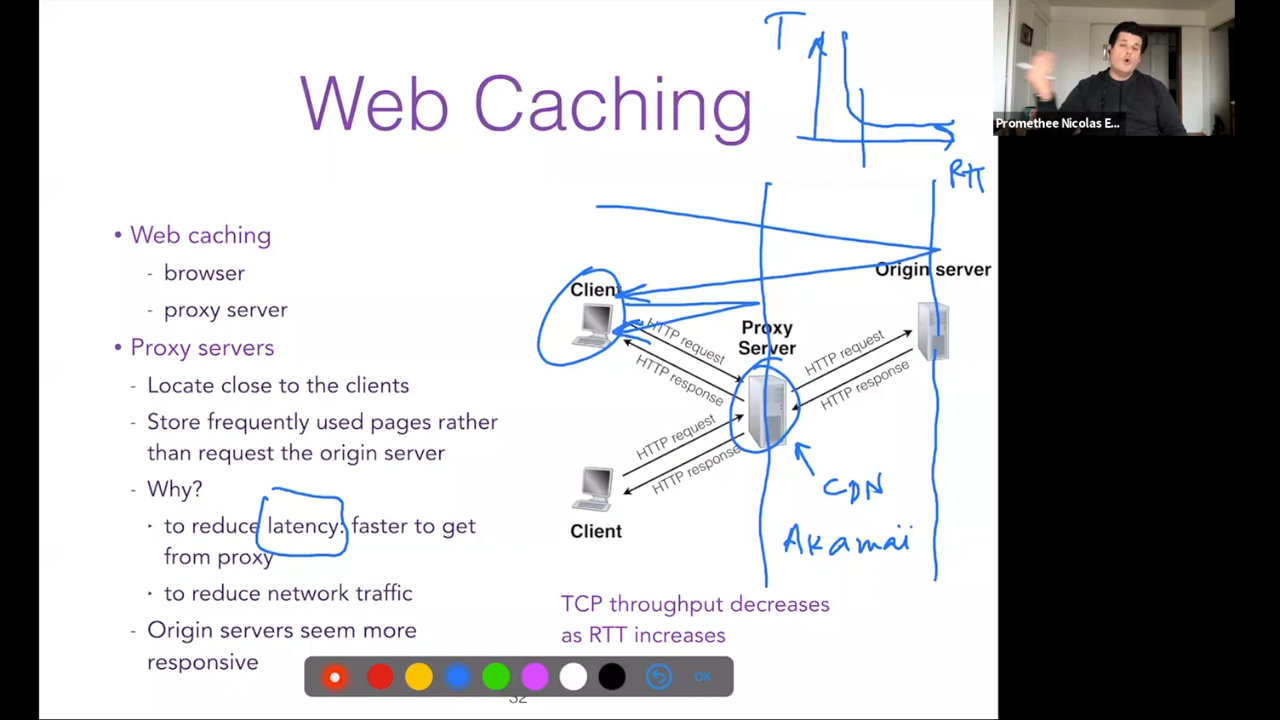 Web Caching
T
RTT
Promethee Nicolas E...
• Web caching
- browser
- proxy server
• Proxy servers
- Locate close to the clients
- Store frequently used pages rather
than request the origin server
- Why?
‣ to reduce latency: faster to get
from proxy
‣ to reduce network traffic
- Origin servers seem more
responsive
Origin server
Client
Proxy
Server
HTTP request
HTTP response
HTTP request
HTTP response
HTTP request
HTTP response
Client
CDN
Akamai
TCP throughput decreases
as RTT increases
OK
32